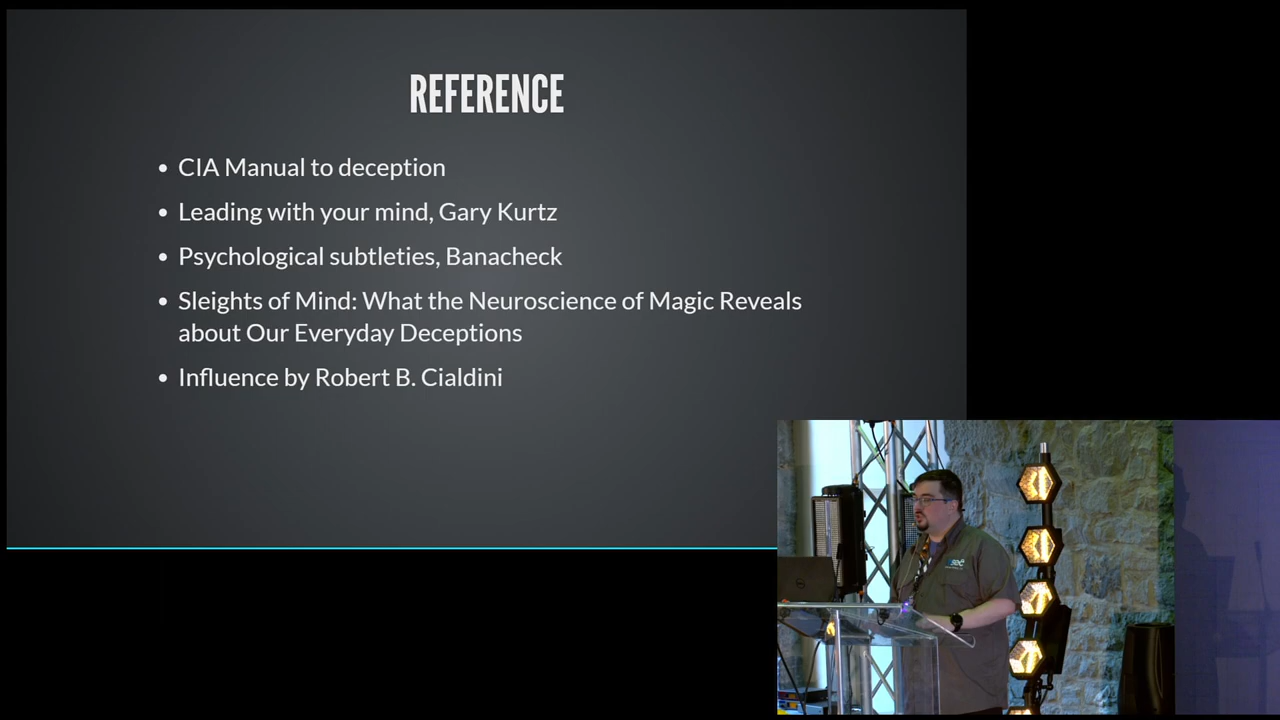 REFERENCE
• CIA Manual to deception
• Leading with your mind, Gary Kurtz
• Psychological subtleties, Banacheck
• Sleights of Mind: What the Neuroscience of Magic Reveals
about Our Everyday Deceptions
• Influence by Robert B. Cialdini